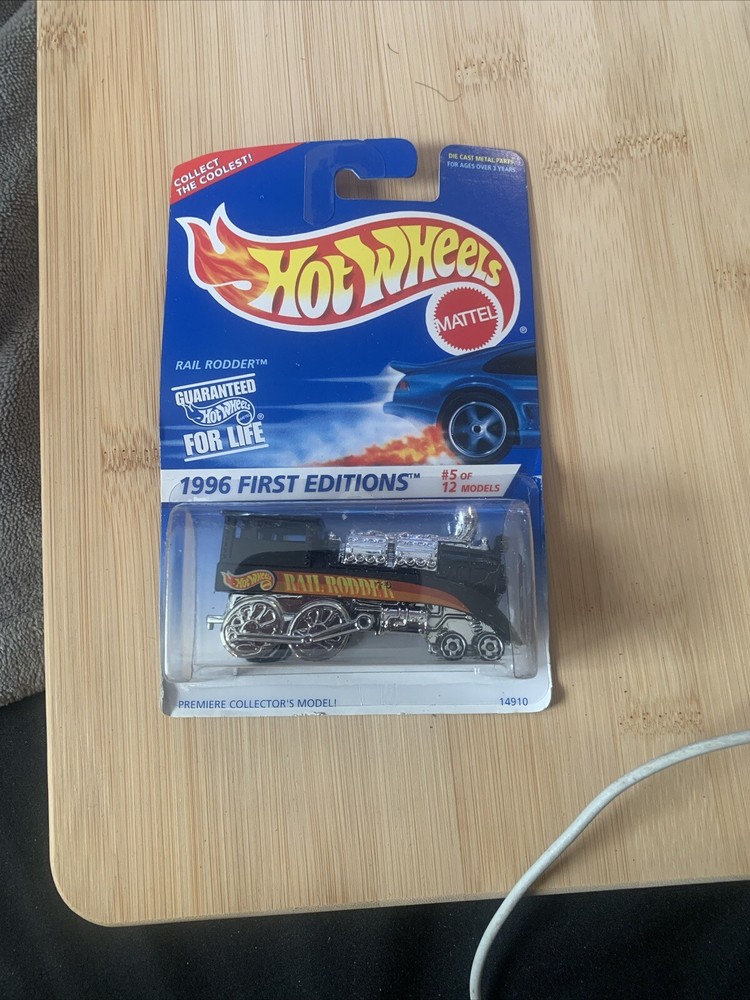 COLLECT
THE COOLEST!
DIE CAST METAL PARTS.
FOR AGES OVER 3 YEARS
HOT WHEELS
MATTEL
®
RAIL RODDER™
GUARANTEED
Hot Wheels ®
FOR LIFE
1996 FIRST EDITIONS™
#5 OF
12 MODELS
Hot Wheels RAIL RODDER
PREMIERE COLLECTOR'S MODEL!
14910